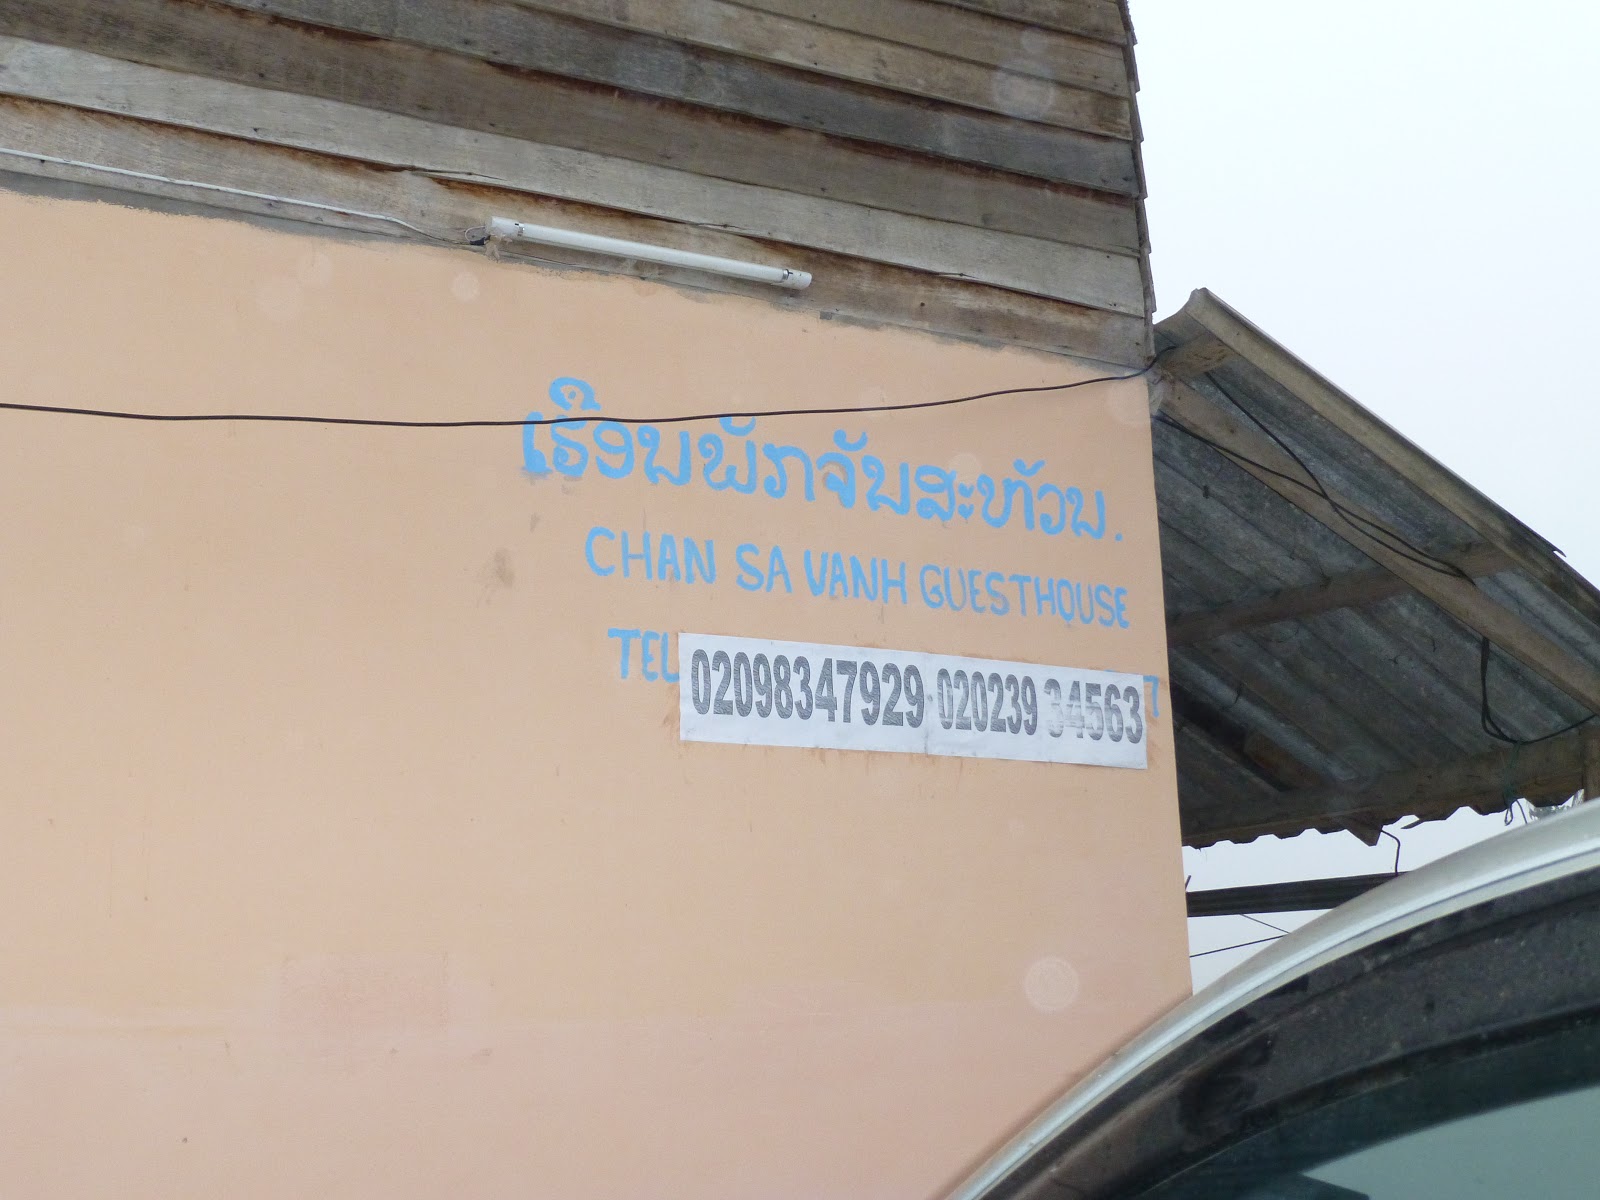 ເຮືອນພັກຈັນສະຫວັນ.
CHAN SA VANH GUESTHOUSE
TEL 02098347929 020239 34563 7